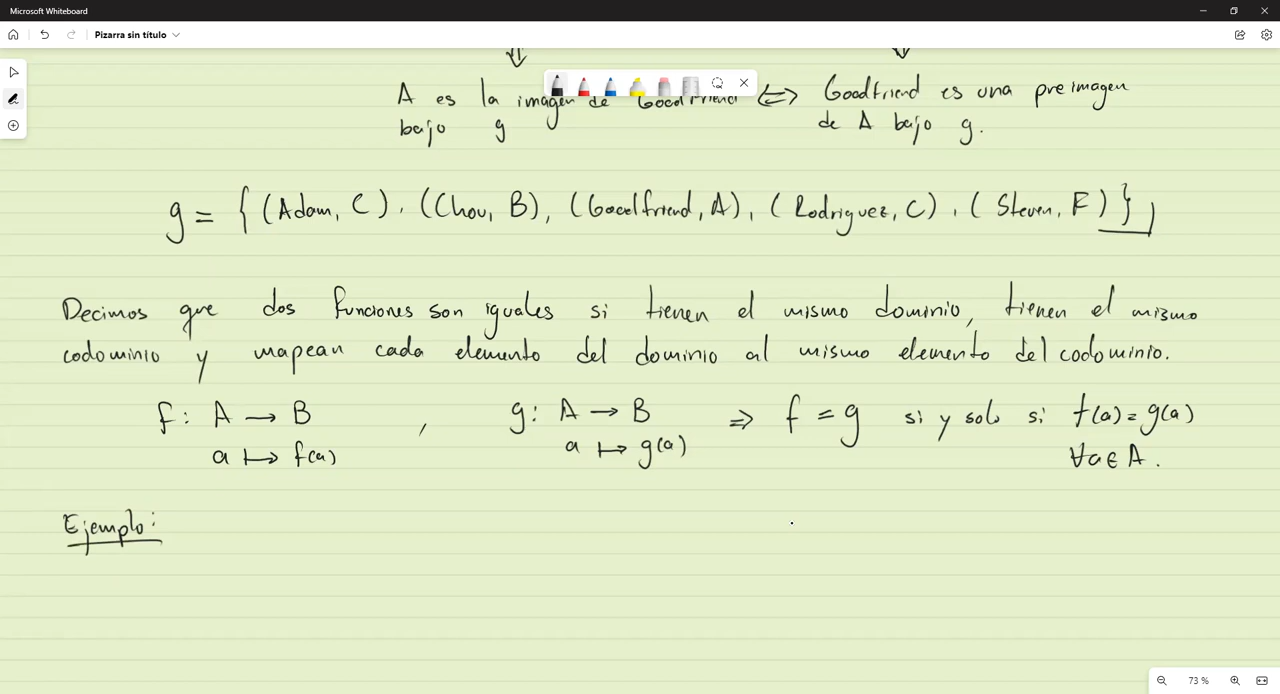 Microsoft Whiteboard
Pizarra sin título
A es la imagen de Goodfriend ⟺ Goodfriend es una preimagen
bajo g de A bajo g.
g = {(Adam, C), (Chou, B), (Goodfriend, A), (Rodriguez, C), (Steven, F)}
Decimos que dos funciones son iguales si tienen el mismo dominio, tienen el mismo
codominio y mapean cada elemento del dominio al mismo elemento del codominio.
f: A → B , g: A → B ⇒ f = g si y solo si f(a) = g(a)
a ↦ f(a) a ↦ g(a) ∀a∈A.
Ejemplo:
73 %